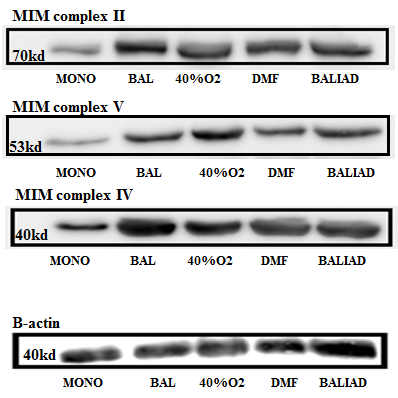 MIM complex II
70kd
MONO BAL 40%O2 DMF BALIAD
MIM complex V
53kd
MONO BAL 40%O2 DMF BALIAD
MIM complex IV
40kd
MONO BAL 40%O2 DMF BALIAD
B-actin
40kd
MONO BAL 40%O2 DMF BALIAD